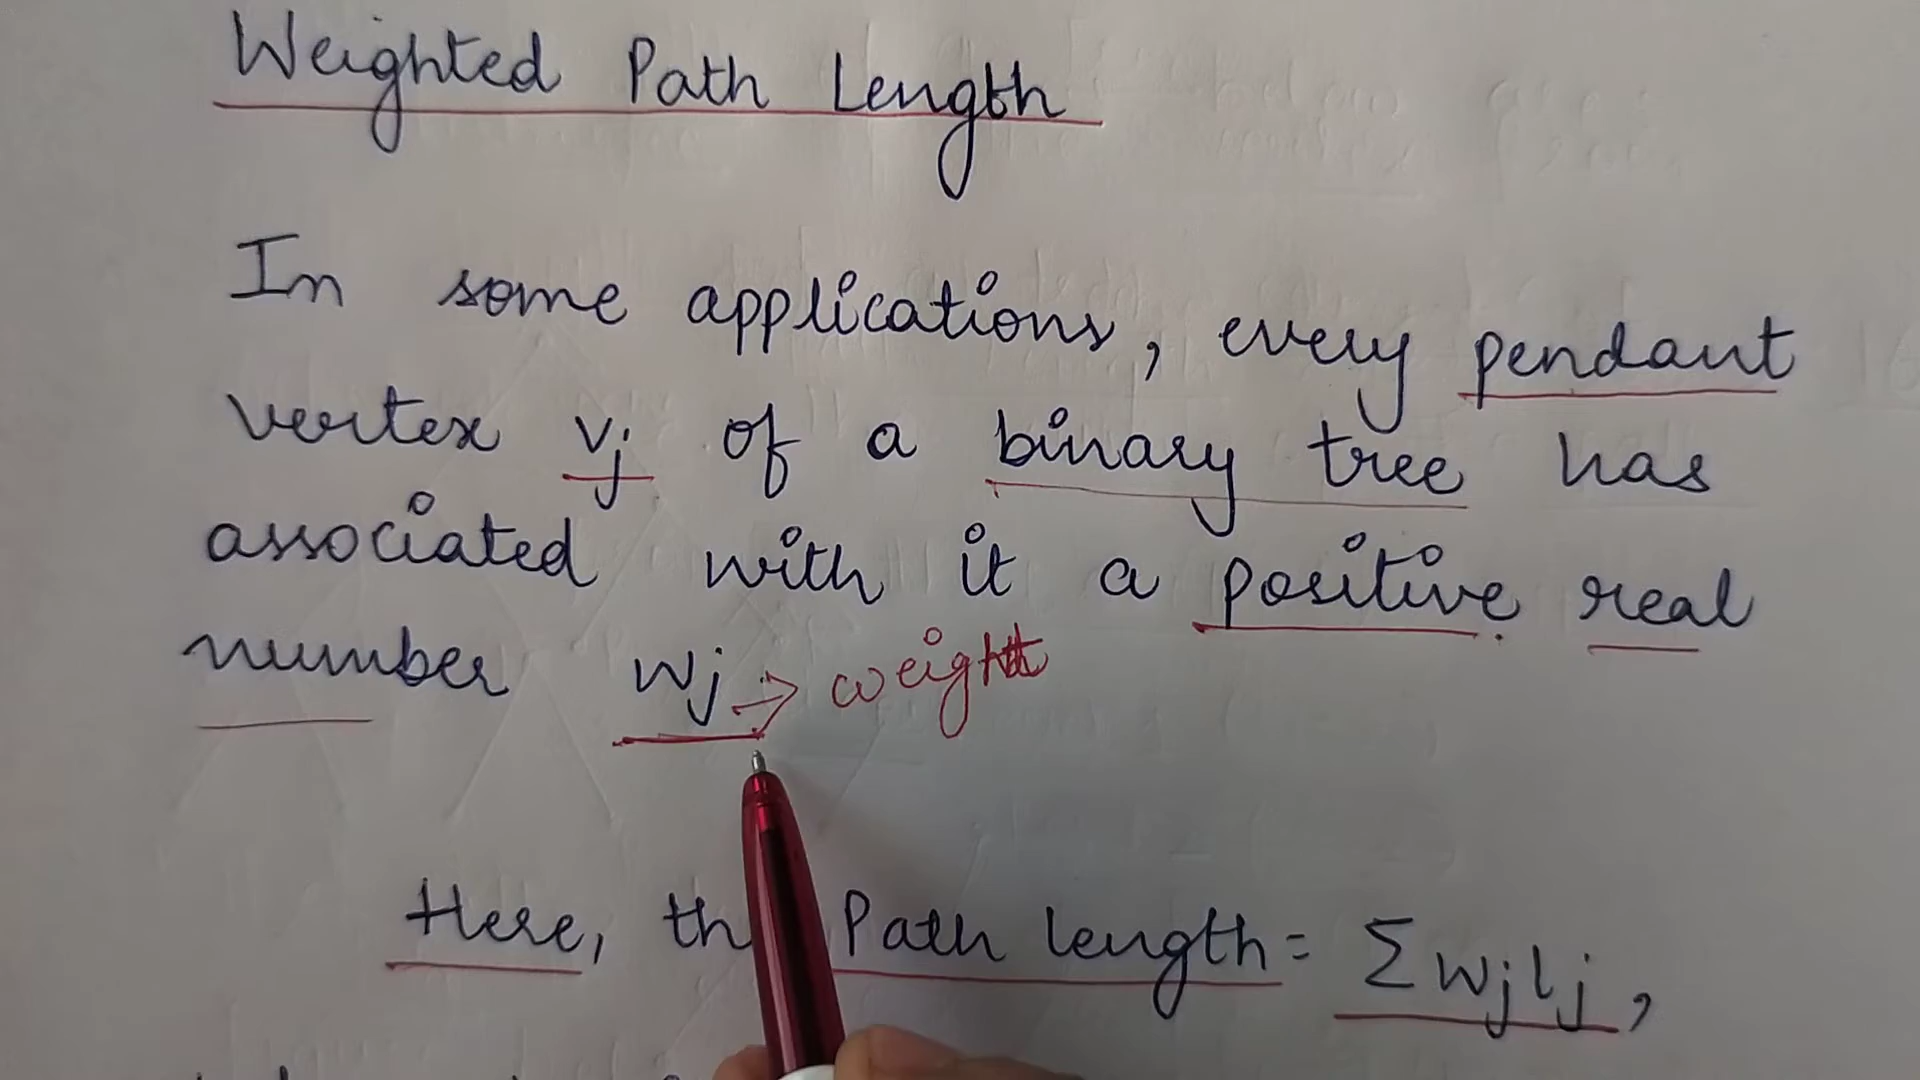 Weighted Path Length
In some applications, every pendant
vertex vj of a binary tree has
associated with it a positive real
number wj → weight
Here, th Path length = Σ wj lj,